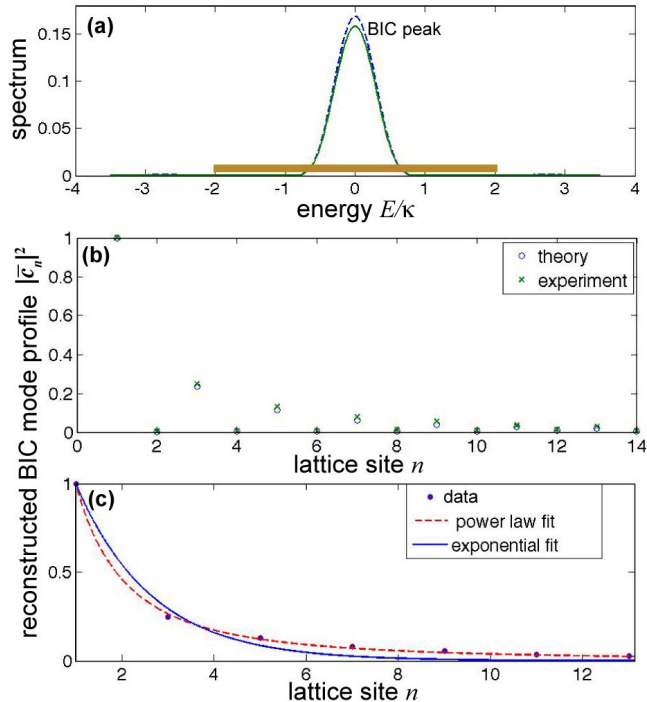 (a)
BIC peak
spectrum
0.15
0.1
0.05
0
-4 -3 -2 -1 0 1 2 3 4
energy E/κ
(b)
theory
experiment
1
0.8
0.6
0.4
0.2
0
0 2 4 6 8 10 12 14
lattice site n
reconstructed BIC mode profile |c̅ₙ|²
(c)
data
power law fit
exponential fit
1
0.5
0
2 4 6 8 10 12
lattice site n